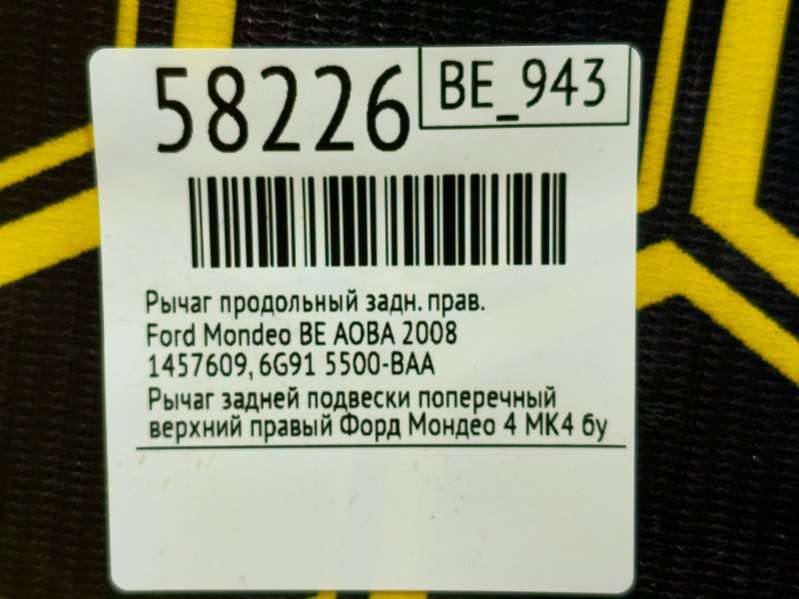 58226
BE_943
Рычаг продольный задн. прав.
Ford Mondeo BE AOBA 2008
1457609, 6G91 5500-BAA
Рычаг задней подвески поперечный
верхний правый Форд Мондео 4 МК4 бу